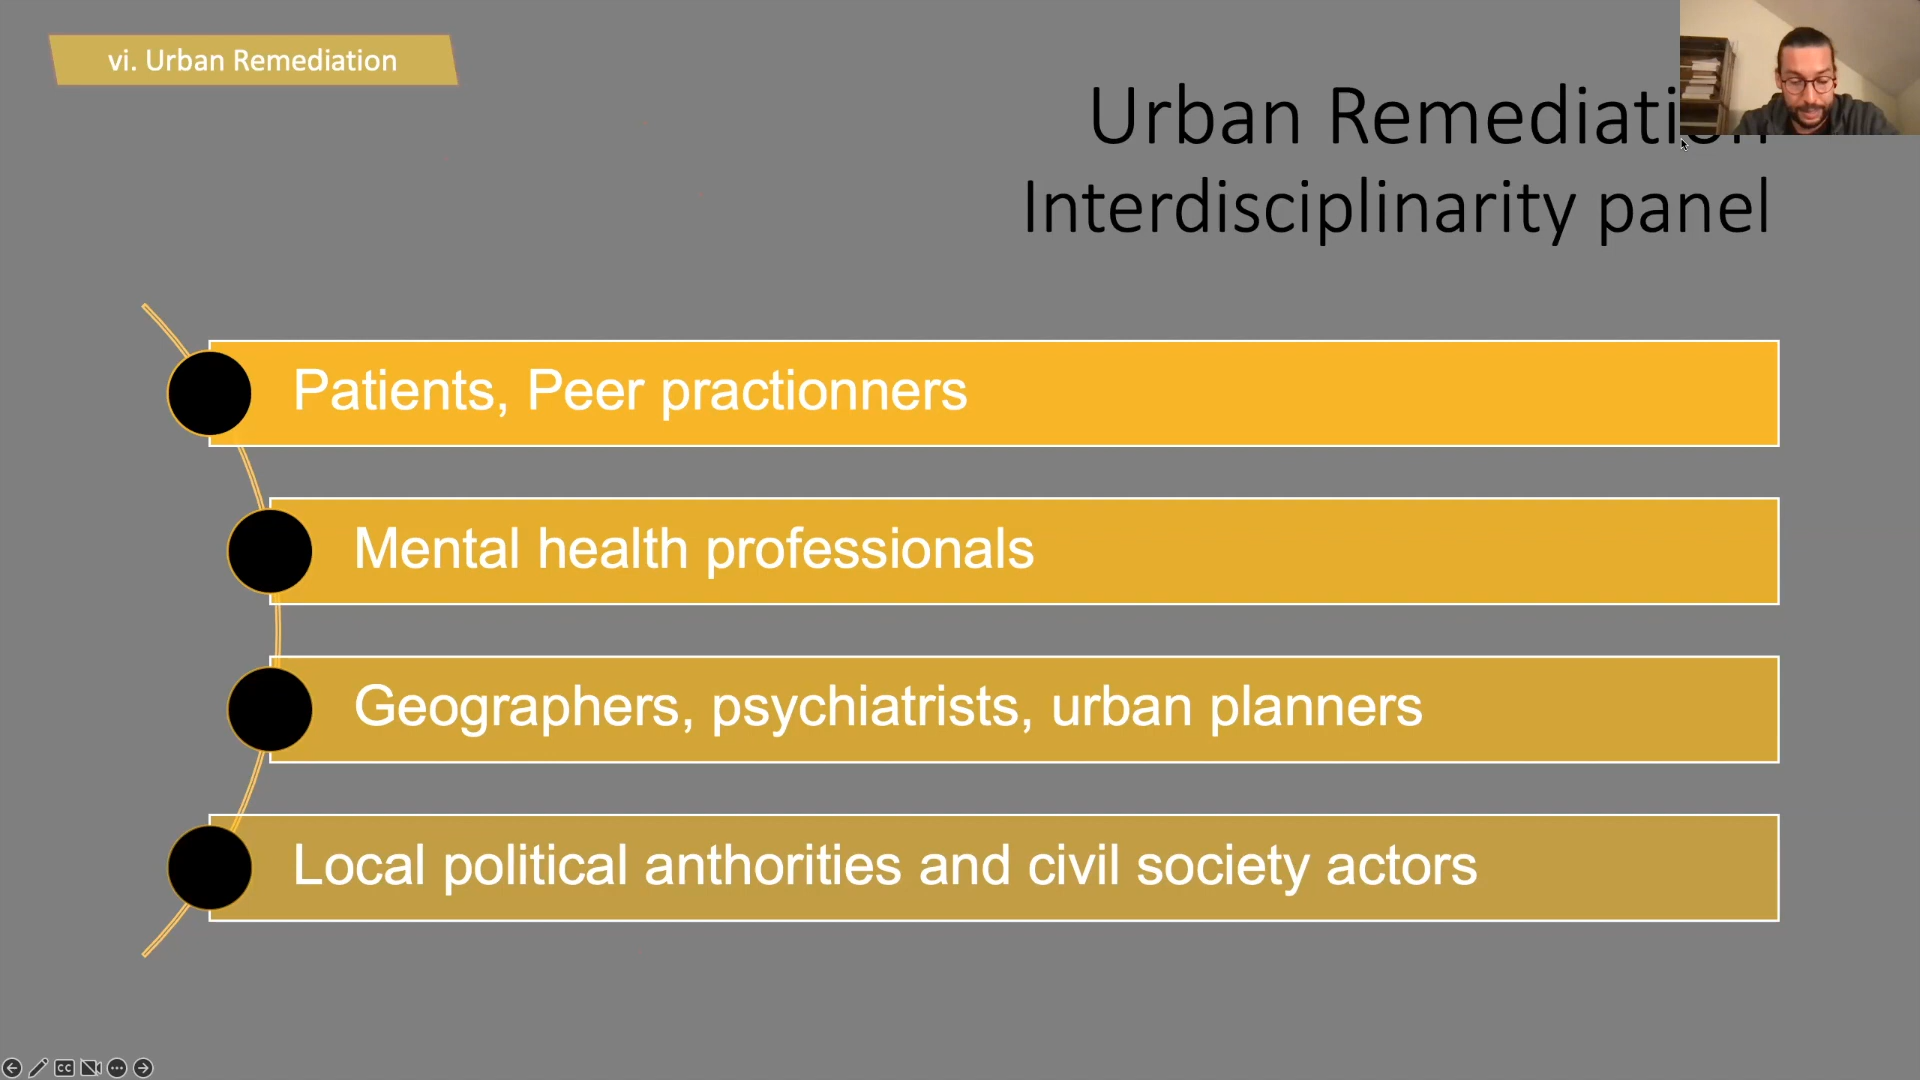 vi. Urban Remediation
Urban Remediation
Interdisciplinarity panel
Patients, Peer practionners
Mental health professionals
Geographers, psychiatrists, urban planners
Local political anthorities and civil society actors
CC